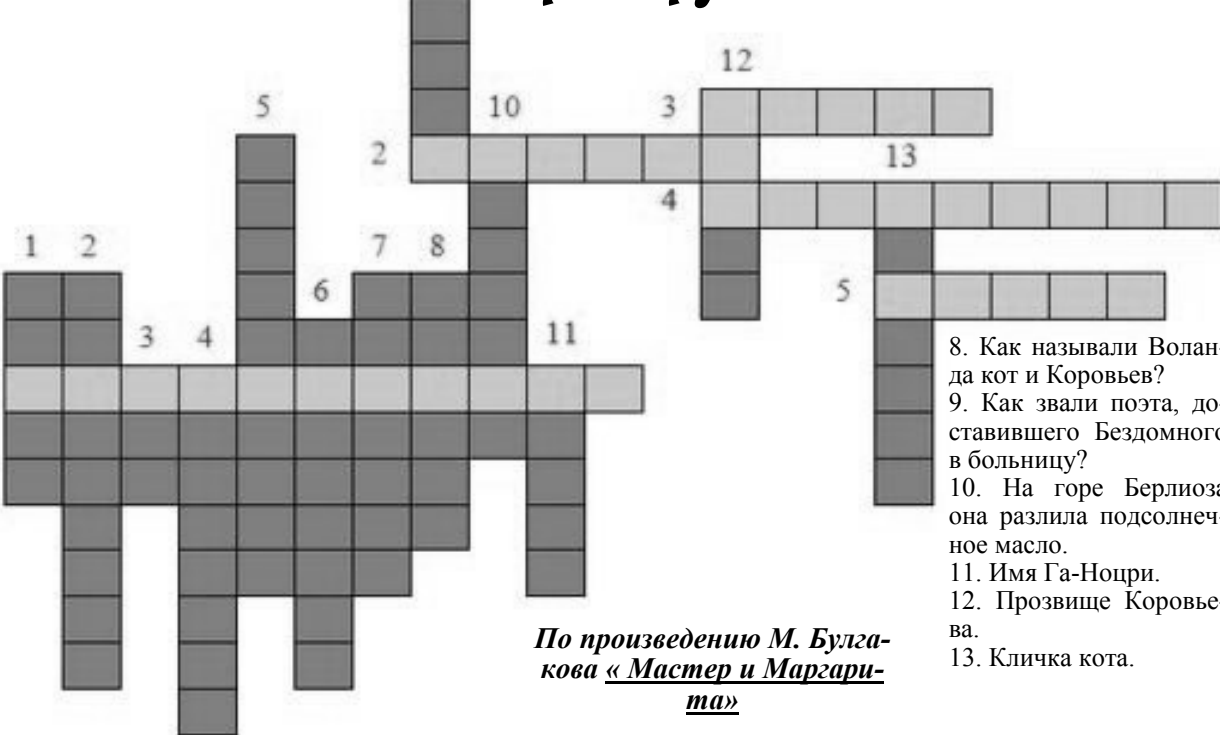 12
5
10
3
2
13
4
1
2
7
8
6
5
3
4
11
8. Как называли Волан-
да кот и Коровьев?
9. Как звали поэта, до-
ставившего Бездомного
в больницу?
10. На горе Берлиоза
она разлила подсолнеч-
ное масло.
11. Имя Га-Ноцри.
12. Прозвище Коровье-
ва.
13. Кличка кота.
По произведению М. Булга-
кова « Мастер и Маргари-
та»